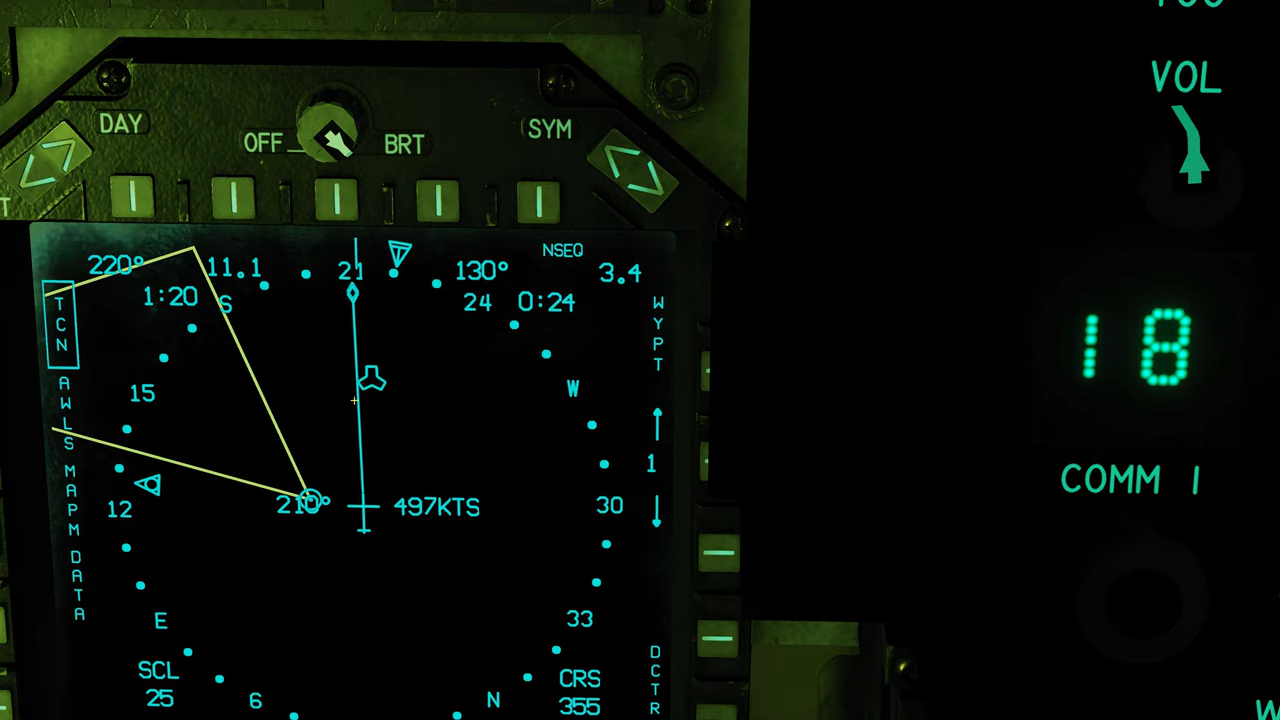 VOL
DAY
OFF
BRT
SYM
220°
11.1
21
130°
NSEQ
3.4
1:20
S
24
0:24
TCN
WYPT
AWLS
15
W
MAPM
1
12
210°
497KTS
30
DATA
E
33
SCL
25
6
N
CRS
355
DCTR
18
COMM 1